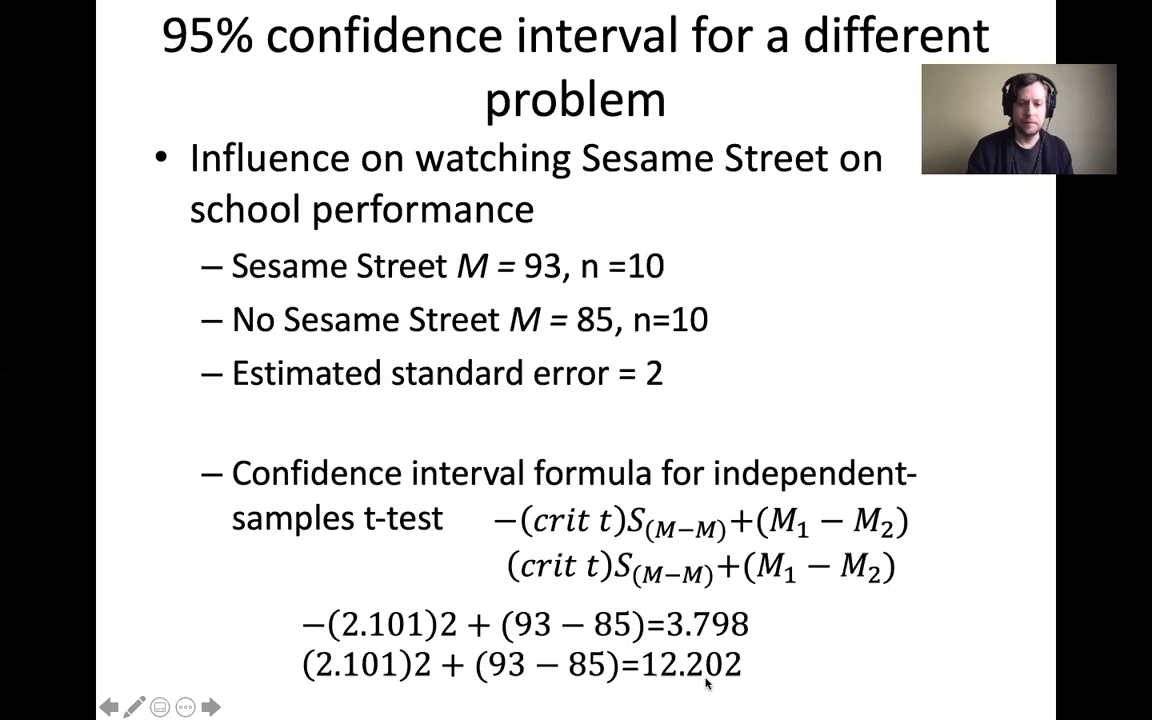 95% confidence interval for a different
problem
• Influence on watching Sesame Street on
school performance
– Sesame Street M = 93, n =10
– No Sesame Street M = 85, n=10
– Estimated standard error = 2
– Confidence interval formula for independent-
samples t-test −(crit t)S₍M−M₎+(M₁ − M₂)
(crit t)S₍M−M₎+(M₁ − M₂)
−(2.101)2 + (93 − 85)=3.798
(2.101)2 + (93 − 85)=12.202